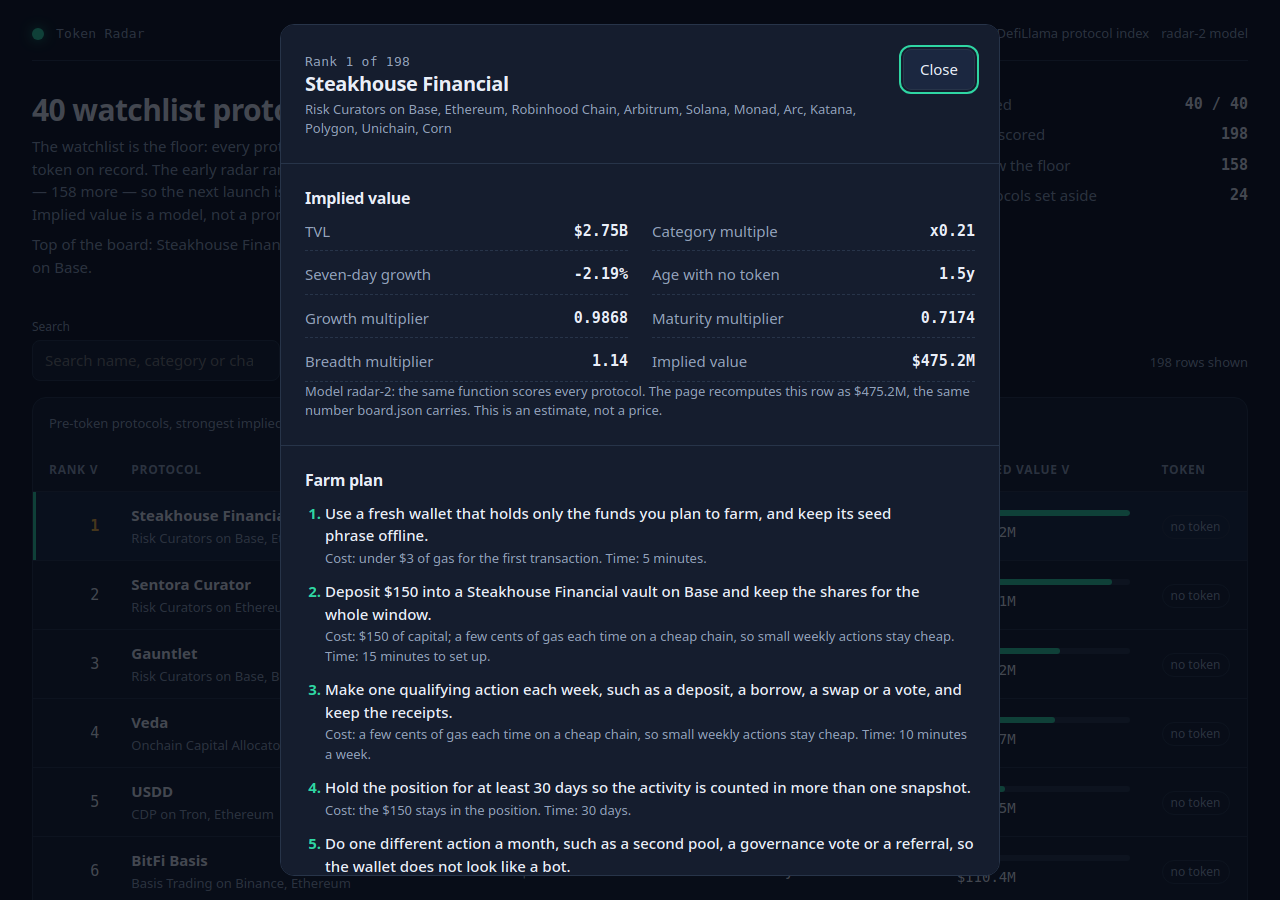 Token Radar
DefiLlama protocol index radar-2 model
40 watchlist
The watchlist is the floor: every
token on record. The early radar
— 158 more — so the next launch
Implied value is a model, not a
Top of the board: Steakhouse
on Base.
40 / 40
scored 198
the floor 158
set aside 24
Search
Search name, category or cha
198 rows shown
Pre-token protocols, strongest implied
RANK V PROTOCOL VALUE V TOKEN
1 Steakhouse no token
Risk Curators on Base,
2 Sentora Curator no token
Risk Curators on
3 Gauntlet no token
Risk Curators on Base,
4 Veda no token
Onchain Capital
5 USDD no token
CDP on Tron, Ethereum
6 BitFi Basis no token
Basis Trading on Binance, Ethereum $110.4M
Rank 1 of 198
Steakhouse Financial
Close
Risk Curators on Base, Ethereum, Robinhood Chain, Arbitrum, Solana, Monad, Arc, Katana,
Polygon, Unichain, Corn
Implied value
TVL $2.75B Category multiple x0.21
Seven-day growth -2.19% Age with no token 1.5y
Growth multiplier 0.9868 Maturity multiplier 0.7174
Breadth multiplier 1.14 Implied value $475.2M
Model radar-2: the same function scores every protocol. The page recomputes this row as $475.2M, the same
number board.json carries. This is an estimate, not a price.
Farm plan
1. Use a fresh wallet that holds only the funds you plan to farm, and keep its seed
phrase offline.
Cost: under $3 of gas for the first transaction. Time: 5 minutes.
2. Deposit $150 into a Steakhouse Financial vault on Base and keep the shares for the
whole window.
Cost: $150 of capital; a few cents of gas each time on a cheap chain, so small weekly actions stay cheap.
Time: 15 minutes to set up.
3. Make one qualifying action each week, such as a deposit, a borrow, a swap or a vote, and
keep the receipts.
Cost: a few cents of gas each time on a cheap chain, so small weekly actions stay cheap. Time: 10 minutes
a week.
4. Hold the position for at least 30 days so the activity is counted in more than one snapshot.
Cost: the $150 stays in the position. Time: 30 days.
5. Do one different action a month, such as a second pool, a governance vote or a referral, so
the wallet does not look like a bot.